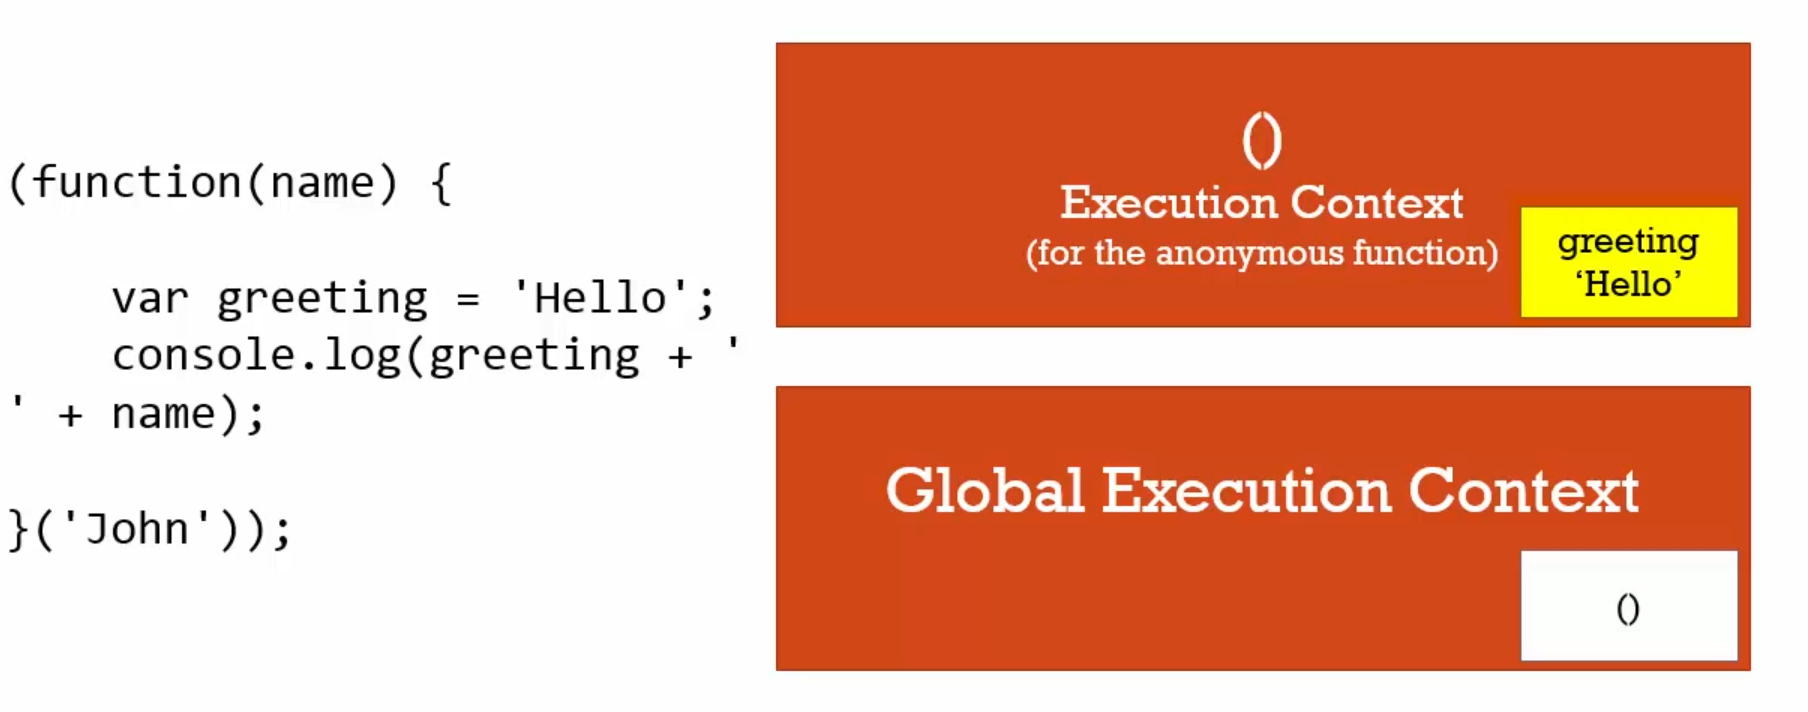 (function(name) {
var greeting = 'Hello';
console.log(greeting + '
' + name);
}('John'));
()
Execution Context
(for the anonymous function)
greeting
‘Hello’
Global Execution Context
()